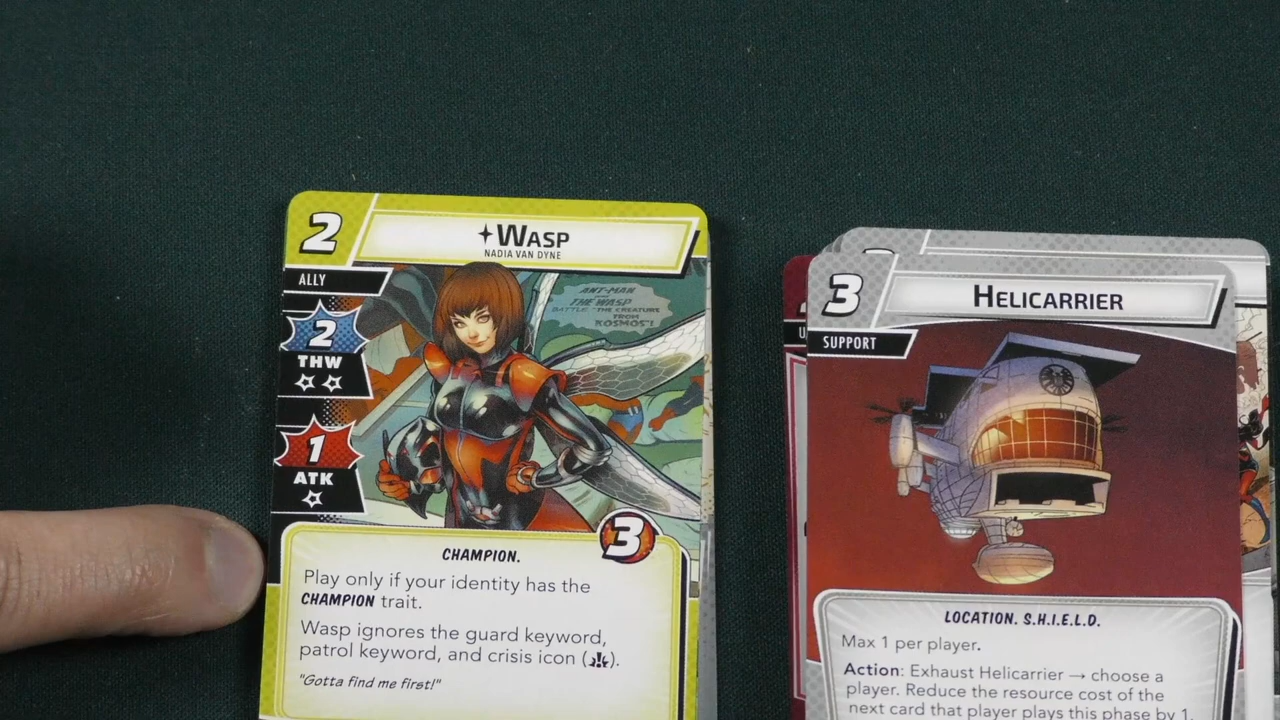 2
Wasp
NADIA VAN DYNE
ALLY
2
THW
1
ATK
ANT-MAN
THE WASP
BATTLE: "THE CREATURE
FROM
KOSMOS"!
3
CHAMPION.
Play only if your identity has the
CHAMPION trait.
Wasp ignores the guard keyword,
patrol keyword, and crisis icon ( ).
"Gotta find me first!"
3
HELICARRIER
SUPPORT
LOCATION. S.H.I.E.L.D.
Max 1 per player.
Action: Exhaust Helicarrier → choose a
player. Reduce the resource cost of the
next card that player plays this phase by 1.